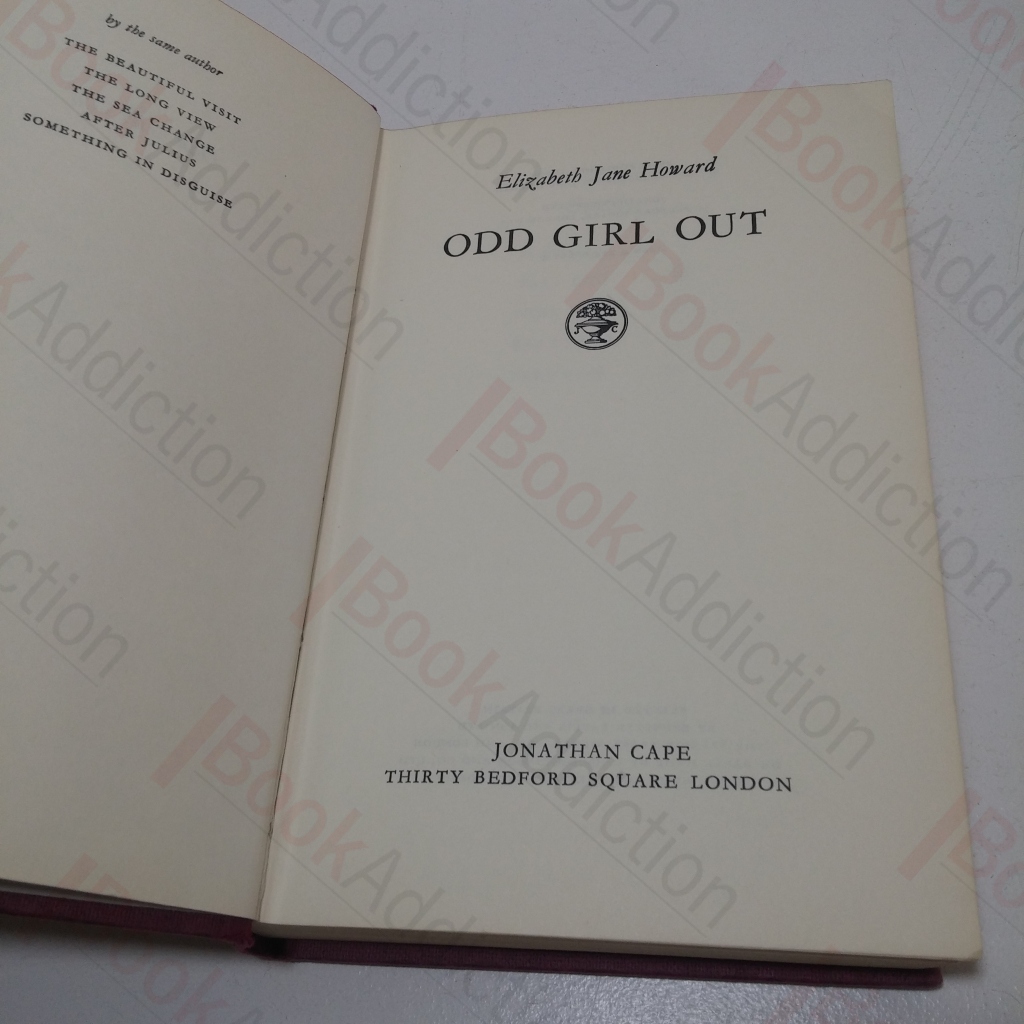 by the same author
THE BEAUTIFUL VISIT
THE LONG VIEW
THE SEA CHANGE
AFTER JULIUS
SOMETHING IN DISGUISE
Elizabeth Jane Howard
ODD GIRL OUT
J C
JONATHAN CAPE
THIRTY BEDFORD SQUARE LONDON
BookAddiction